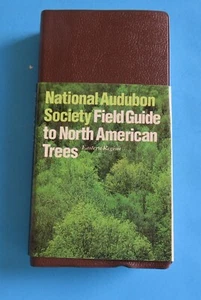 National Audubon
Society Field Guide
to North American
Eastern Region
Trees